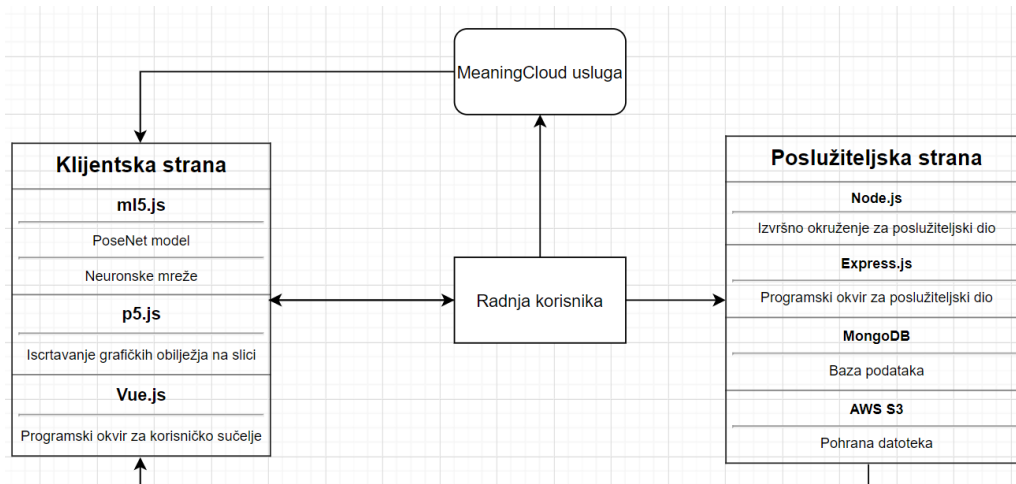 MeaningCloud usluga
Klijentska strana
ml5.js
PoseNet model
Neuronske mreže
p5.js
Iscrtavanje grafičkih obilježja na slici
Vue.js
Programski okvir za korisničko sučelje
Radnja korisnika
Poslužiteljska strana
Node.js
Izvršno okruženje za poslužiteljski dio
Express.js
Programski okvir za poslužiteljski dio
MongoDB
Baza podataka
AWS S3
Pohrana datoteka